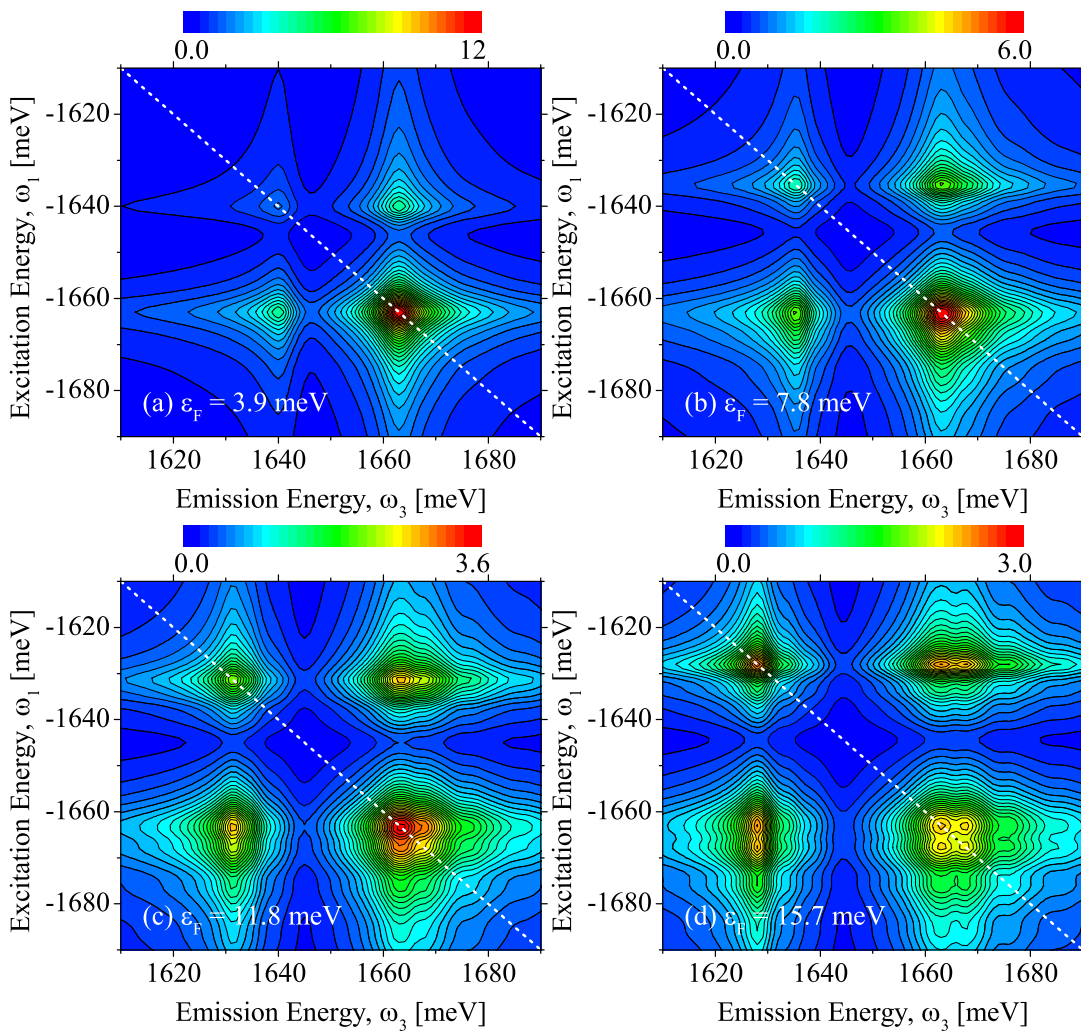 0.0 12
-1620
-1640
-1660
-1680
Excitation Energy, ω1 [meV]
(a) εF = 3.9 meV
1620 1640 1660 1680
Emission Energy, ω3 [meV]
0.0 6.0
-1620
-1640
-1660
-1680
Excitation Energy, ω1 [meV]
(b) εF = 7.8 meV
1620 1640 1660 1680
Emission Energy, ω3 [meV]
0.0 3.6
-1620
-1640
-1660
-1680
Excitation Energy, ω1 [meV]
(c) εF = 11.8 meV
1620 1640 1660 1680
Emission Energy, ω3 [meV]
0.0 3.0
-1620
-1640
-1660
-1680
Excitation Energy, ω1 [meV]
(d) εF = 15.7 meV
1620 1640 1660 1680
Emission Energy, ω3 [meV]